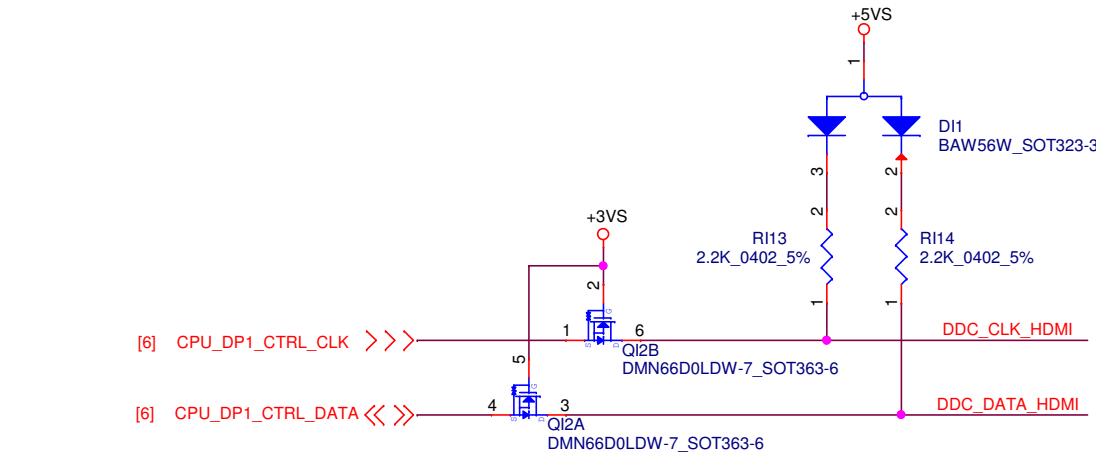 +5VS
1
DI1
BAW56W_SOT323-3
3
2
+3VS
2
2
RI13
2.2K_0402_5%
RI14
2.2K_0402_5%
2
G
1
1
[6] CPU_DP1_CTRL_CLK
1
S
D
6
DDC_CLK_HDMI
QI2B
DMN66D0LDW-7_SOT363-6
5
G
[6] CPU_DP1_CTRL_DATA
4
S
D
3
DDC_DATA_HDMI
QI2A
DMN66D0LDW-7_SOT363-6